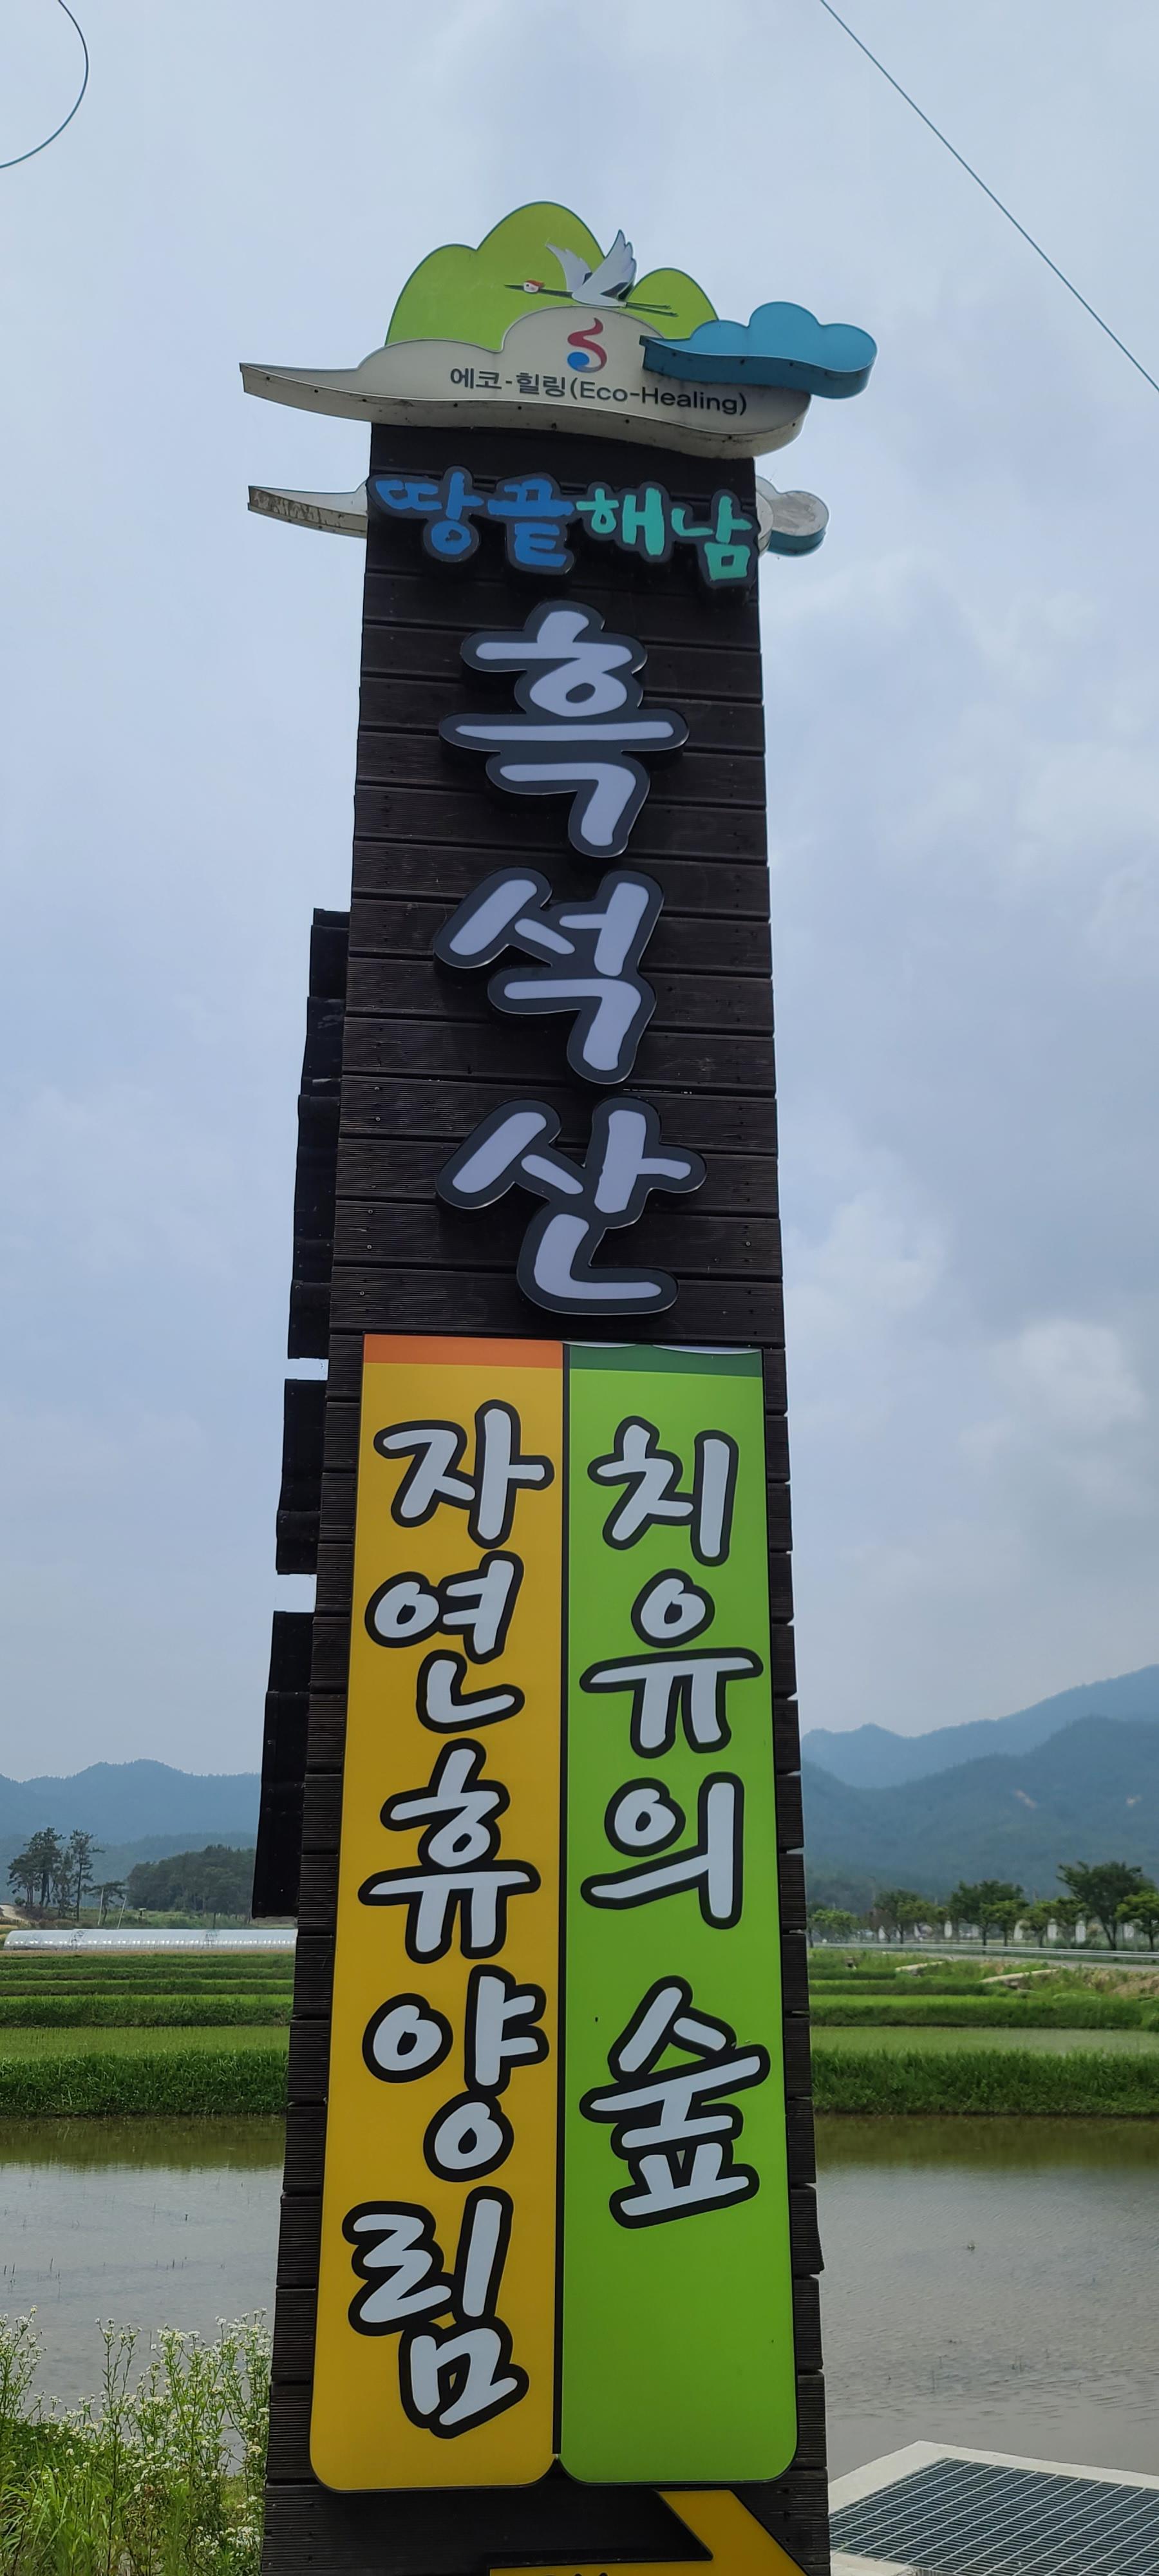 에코-힐링(Eco-Healing)
땅끝해남
흑석산
자연휴양림
치유의 숲